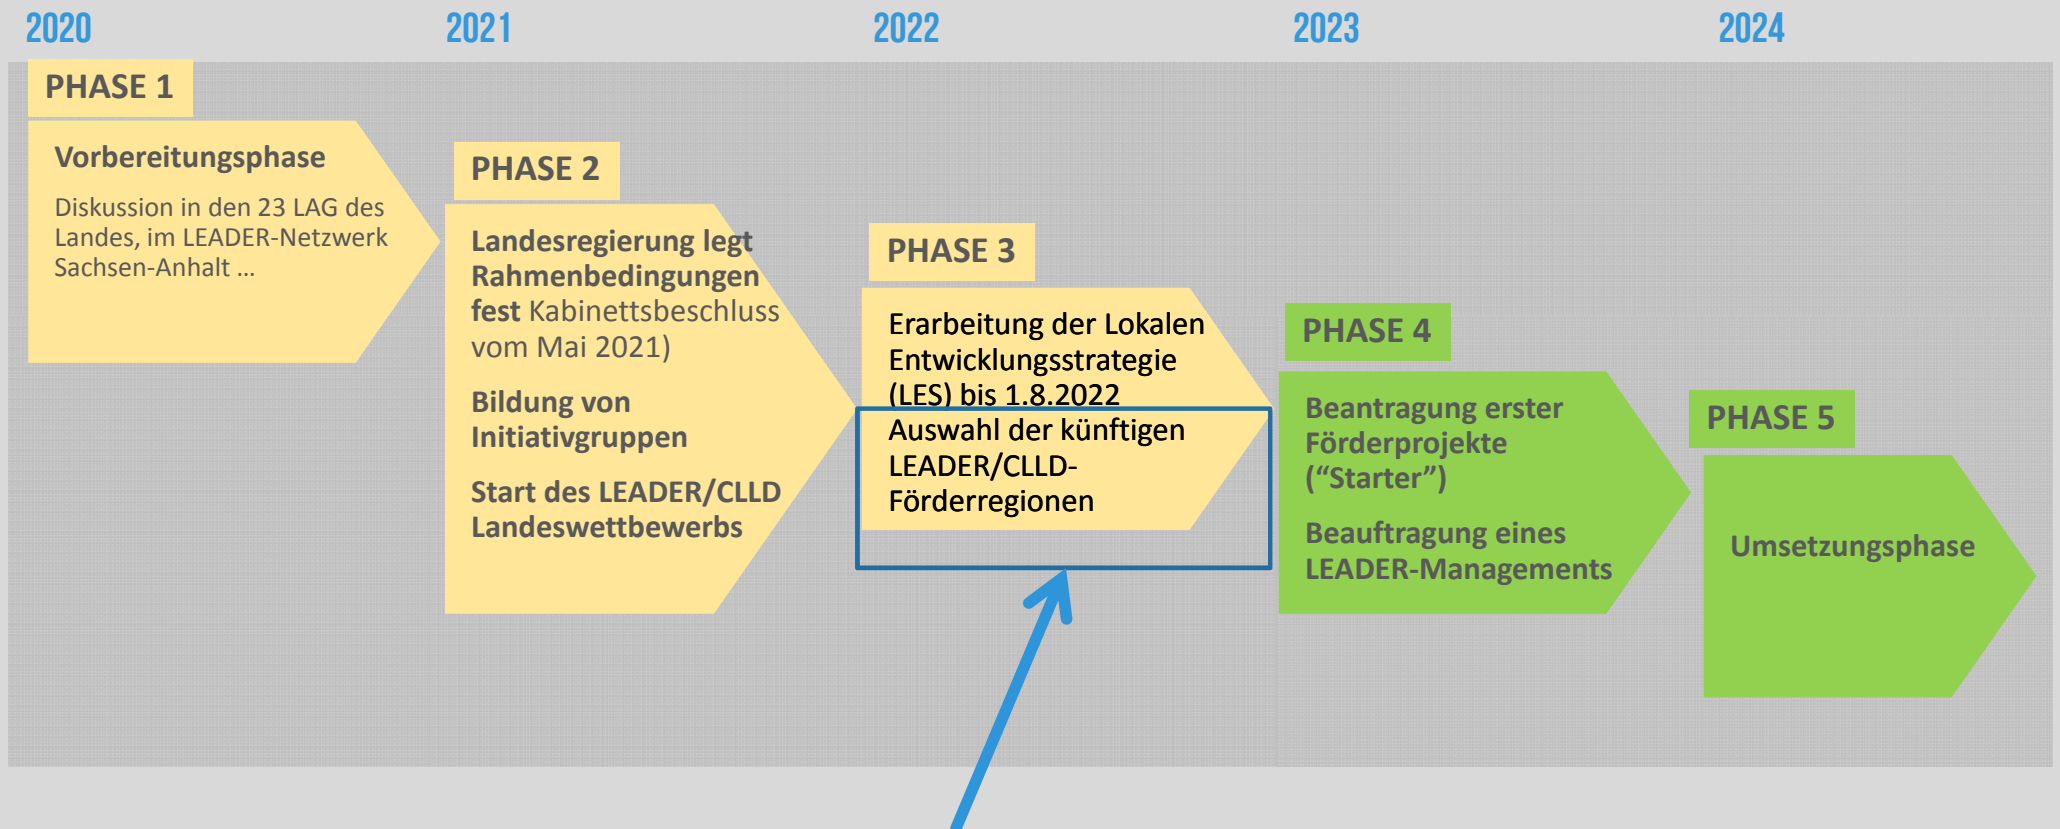 2020
2021
2022
2023
2024
PHASE 1
Vorbereitungsphase
Diskussion in den 23 LAG des
Landes, im LEADER-Netzwerk
Sachsen-Anhalt ...
PHASE 2
Landesregierung legt
Rahmenbedingungen
fest Kabinettsbeschluss
vom Mai 2021)
Bildung von
Initiativgruppen
Start des LEADER/CLLD
Landeswettbewerbs
PHASE 3
Erarbeitung der Lokalen
Entwicklungsstrategie
(LES) bis 1.8.2022
Auswahl der künftigen
LEADER/CLLD-
Förderregionen
PHASE 4
Beantragung erster
Förderprojekte
(“Starter”)
Beauftragung eines
LEADER-Managements
PHASE 5
Umsetzungsphase